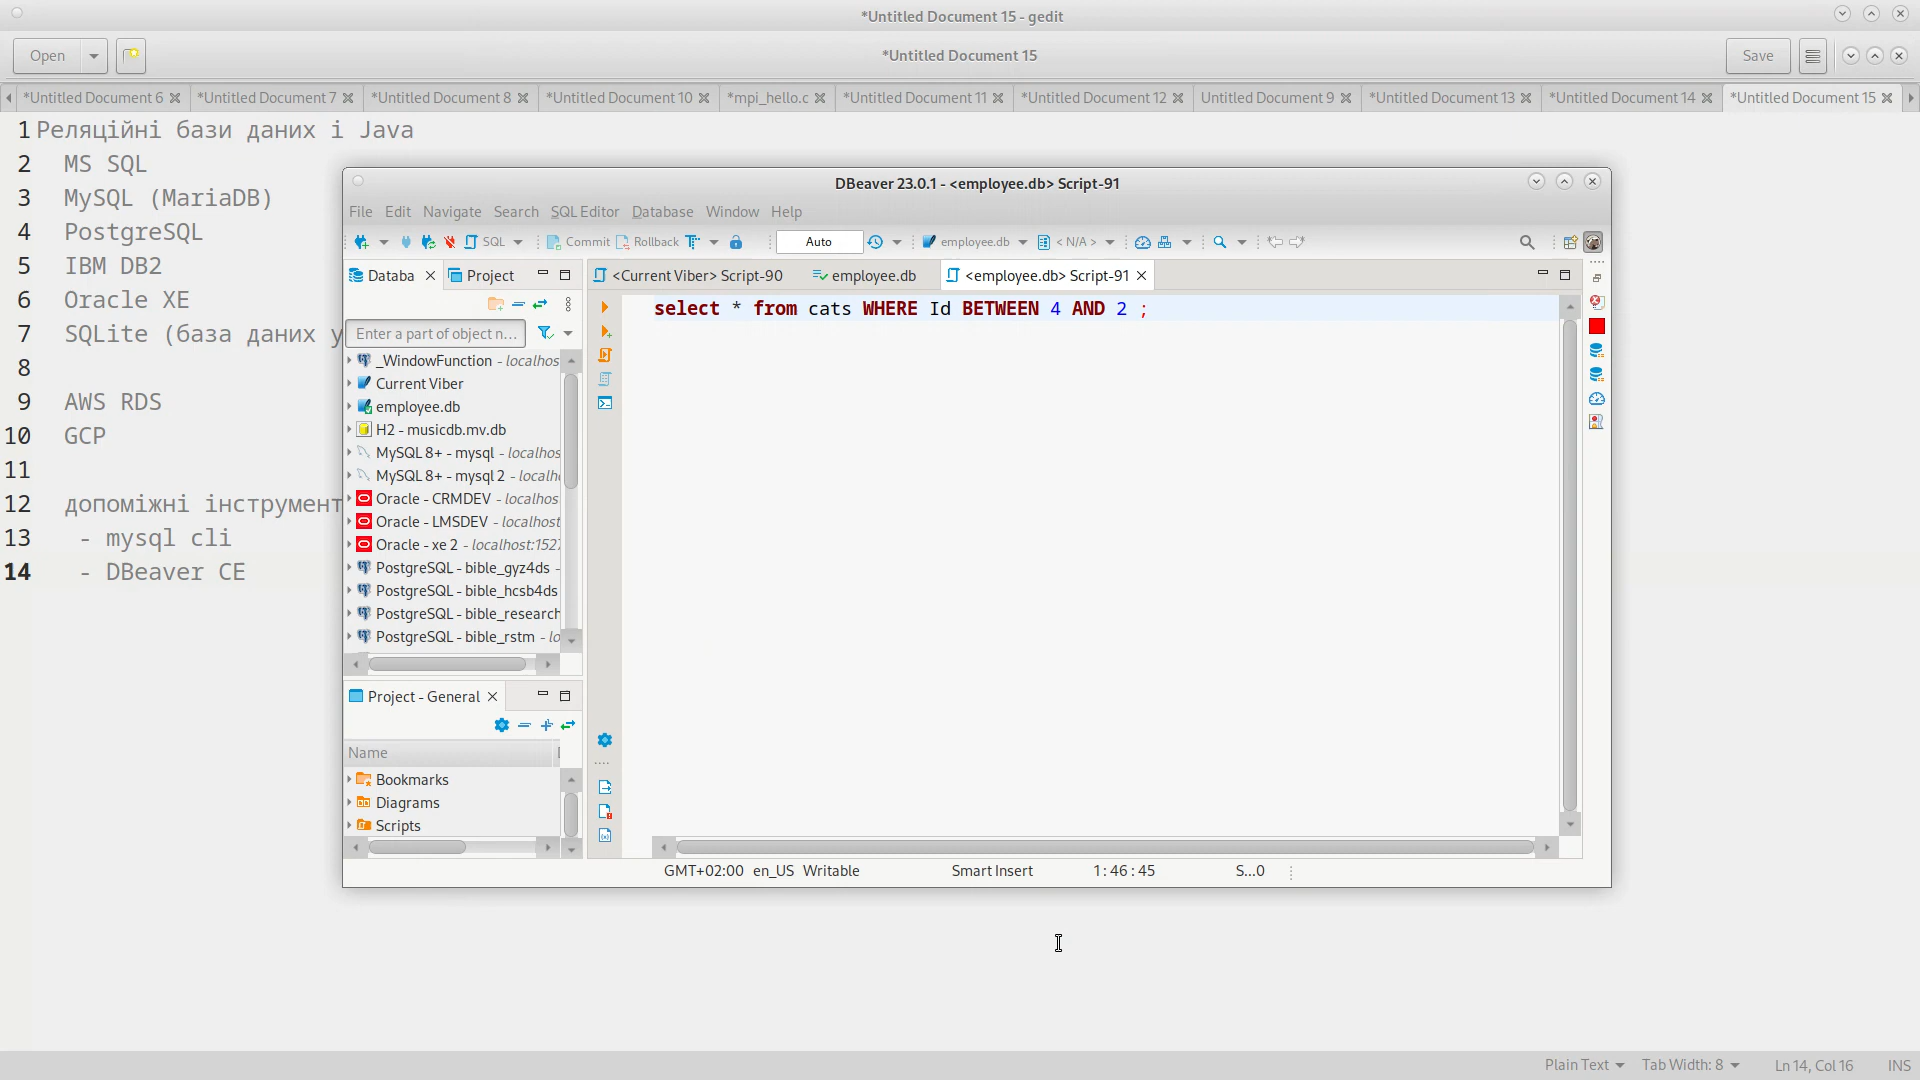 *Untitled Document 15 - gedit
Open
*Untitled Document 15
Save
*Untitled Document 6
*Untitled Document 7
*Untitled Document 8
*Untitled Document 10
*mpi_hello.c
*Untitled Document 11
*Untitled Document 12
Untitled Document 9
*Untitled Document 13
*Untitled Document 14
*Untitled Document 15
1 Реляційні бази даних і Java
2 MS SQL
3 MySQL (MariaDB)
4 PostgreSQL
5 IBM DB2
6 Oracle XE
7 SQLite (база даних у
8
9 AWS RDS
10 GCP
11
12 допоміжні інструмент
13 - mysql cli
14 - DBeaver CE
DBeaver 23.0.1 - <employee.db> Script-91
File Edit Navigate Search SQL Editor Database Window Help
SQL Commit Rollback Auto employee.db < N/A >
Databa
Project
<Current Viber> Script-90
employee.db
<employee.db> Script-91
Enter a part of object n...
_WindowFunction - localhos
Current Viber
employee.db
H2 - musicdb.mv.db
MySQL 8+ - mysql - localhos
MySQL 8+ - mysql 2 - localh
Oracle - CRMDEV - localhos
Oracle - LMSDEV - localhost
Oracle - xe 2 - localhost:152
PostgreSQL - bible_gyz4ds -
PostgreSQL - bible_hcsb4ds
PostgreSQL - bible_research
PostgreSQL - bible_rstm - lo
select * from cats WHERE Id BETWEEN 4 AND 2 ;
Project - General
Name
Bookmarks
Diagrams
Scripts
GMT+02:00 en_US Writable Smart Insert 1 : 46 : 45 S...0
Plain Text Tab Width: 8 Ln 14, Col 16 INS